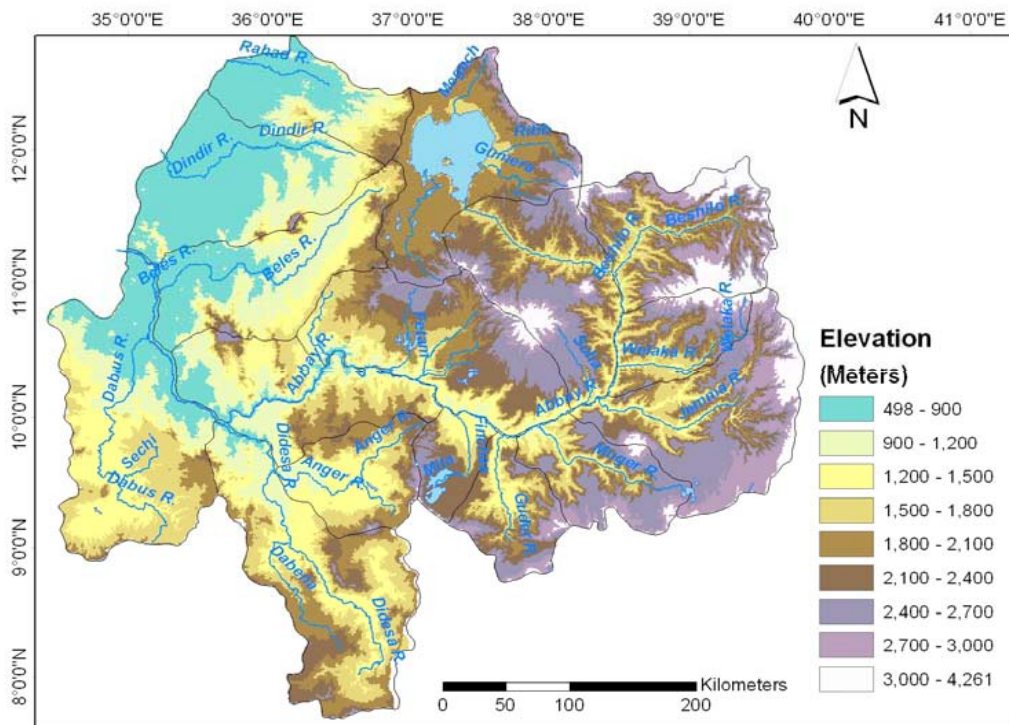 35°0'0"E 36°0'0"E 37°0'0"E 38°0'0"E 39°0'0"E 40°0'0"E 41°0'0"E
12°0'0"N
11°0'0"N
10°0'0"N
9°0'0"N
8°0'0"N
N
Rahad R.
Megech
Dindir R.
Dindir R.
Ribb
Gumera
Beshilo R.
Beshilo R.
Beles R.
Beles R.
Walaka R.
Walaka R.
Dabus R.
Abbay R.
Abbay R.
Jemma R.
Anger R.
Anger R.
Didesa R.
Muger R.
Sechi
Dabus R.
Guder R.
Dabena
Didesa R.
Elevation
(Meters)
498 - 900
900 - 1,200
1,200 - 1,500
1,500 - 1,800
1,800 - 2,100
2,100 - 2,400
2,400 - 2,700
2,700 - 3,000
3,000 - 4,261
Kilometers
0 50 100 200